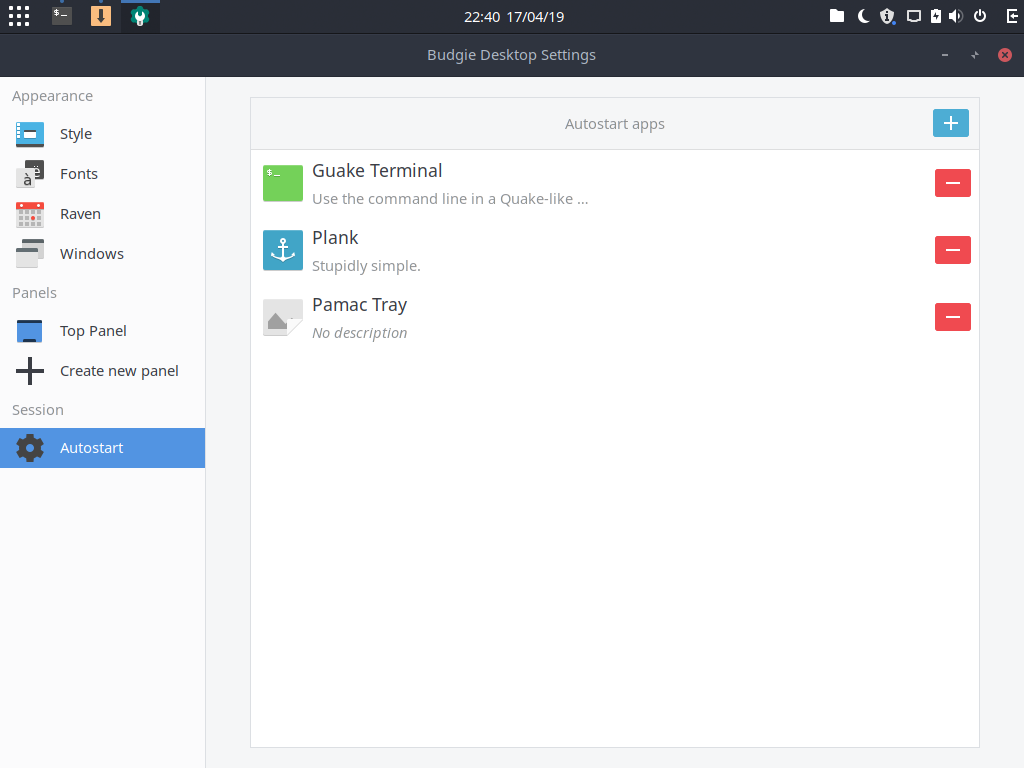 22:40 17/04/19
Budgie Desktop Settings
Appearance
Style
Fonts
Raven
Windows
Panels
Top Panel
Create new panel
Session
Autostart
Autostart apps
Guake Terminal
Use the command line in a Quake-like ...
Plank
Stupidly simple.
Pamac Tray
No description